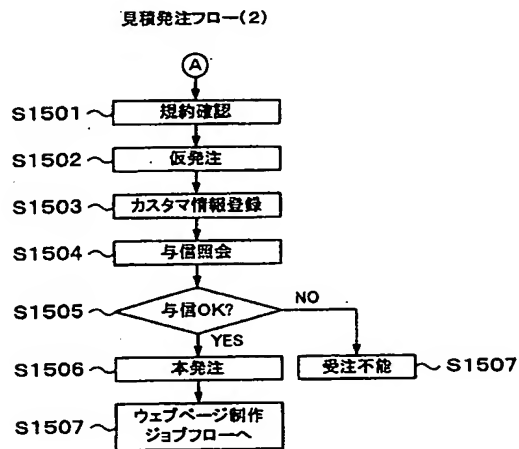 見積発注フロー(2)
A
S1501 規約確認
S1502 仮発注
S1503 カスタマ情報登録
S1504 与信照会
S1505 与信OK? NO
YES
S1506 本発注 受注不能 S1507
S1507 ウェブページ制作
ジョブフローへ